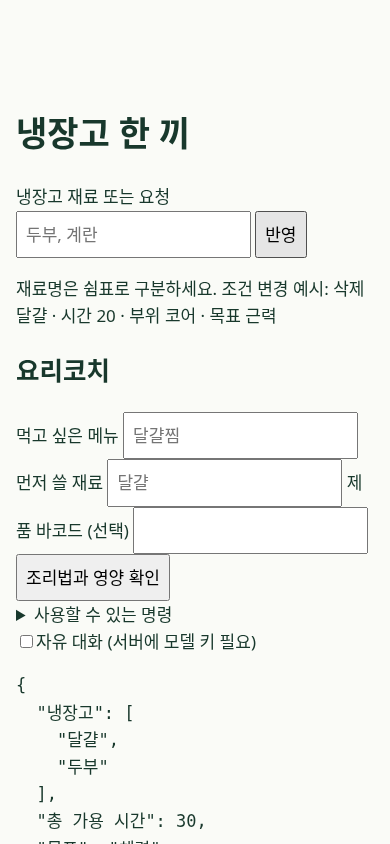 냉장고 한 끼
냉장고 재료 또는 요청
두부, 계란 반영
재료명은 쉼표로 구분하세요. 조건 변경 예시: 삭제
달걀 · 시간 20 · 부위 코어 · 목표 근력
요리코치
먹고 싶은 메뉴 달걀찜
먼저 쓸 재료 달걀 제
품 바코드 (선택)
조리법과 영양 확인
▶ 사용할 수 있는 명령
자유 대화 (서버에 모델 키 필요)
{
"냉장고": [
"달걀",
"두부"
],
"총 가용 시간": 30,